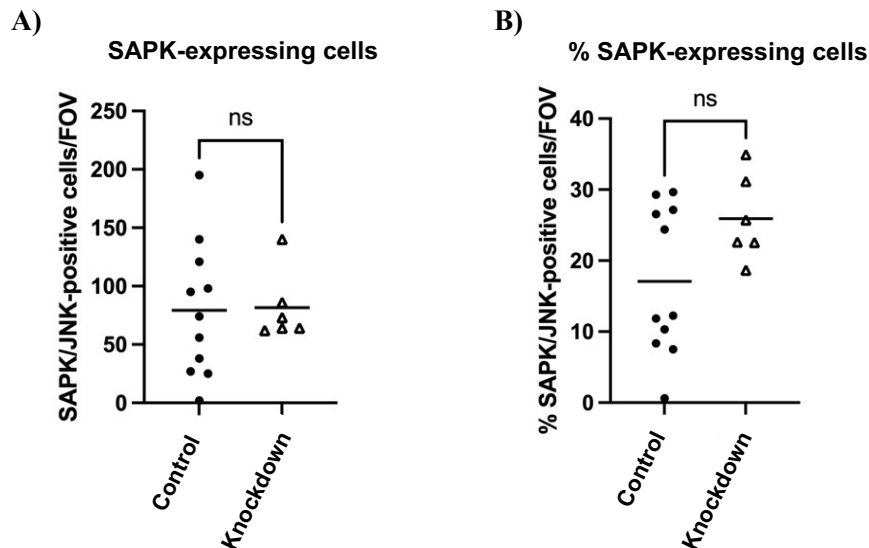 A)
SAPK-expressing cells
SAPK/JNK-positive cells/FOV
250
200
150
100
50
0
ns
Control
Knockdown
B)
% SAPK-expressing cells
% SAPK/JNK-positive cells/FOV
40
30
20
10
0
ns
Control
Knockdown